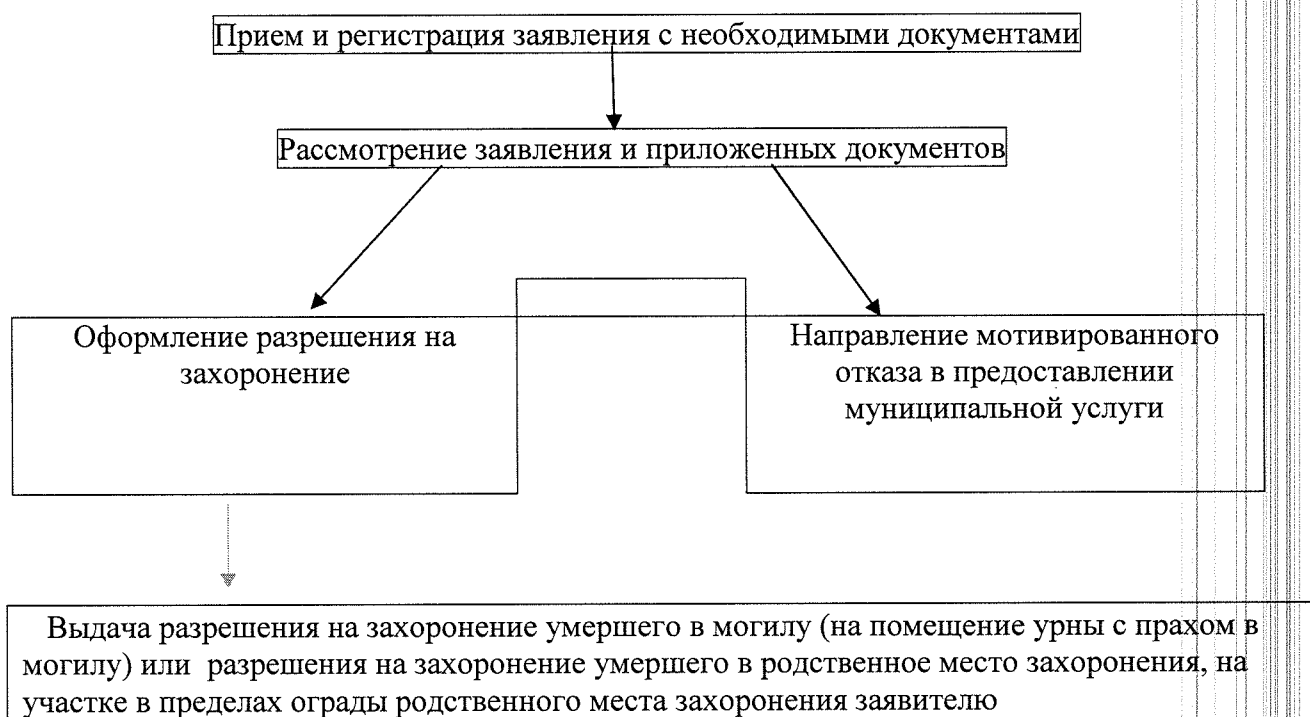 Прием и регистрация заявления с необходимыми документами
Рассмотрение заявления и приложенных документов
Оформление разрешения на
захоронение
Направление мотивированного
отказа в предоставлении
муниципальной услуги
Выдача разрешения на захоронение умершего в могилу (на помещение урны с прахом в
могилу) или разрешения на захоронение умершего в родственное место захоронения, на
участке в пределах ограды родственного места захоронения заявителю